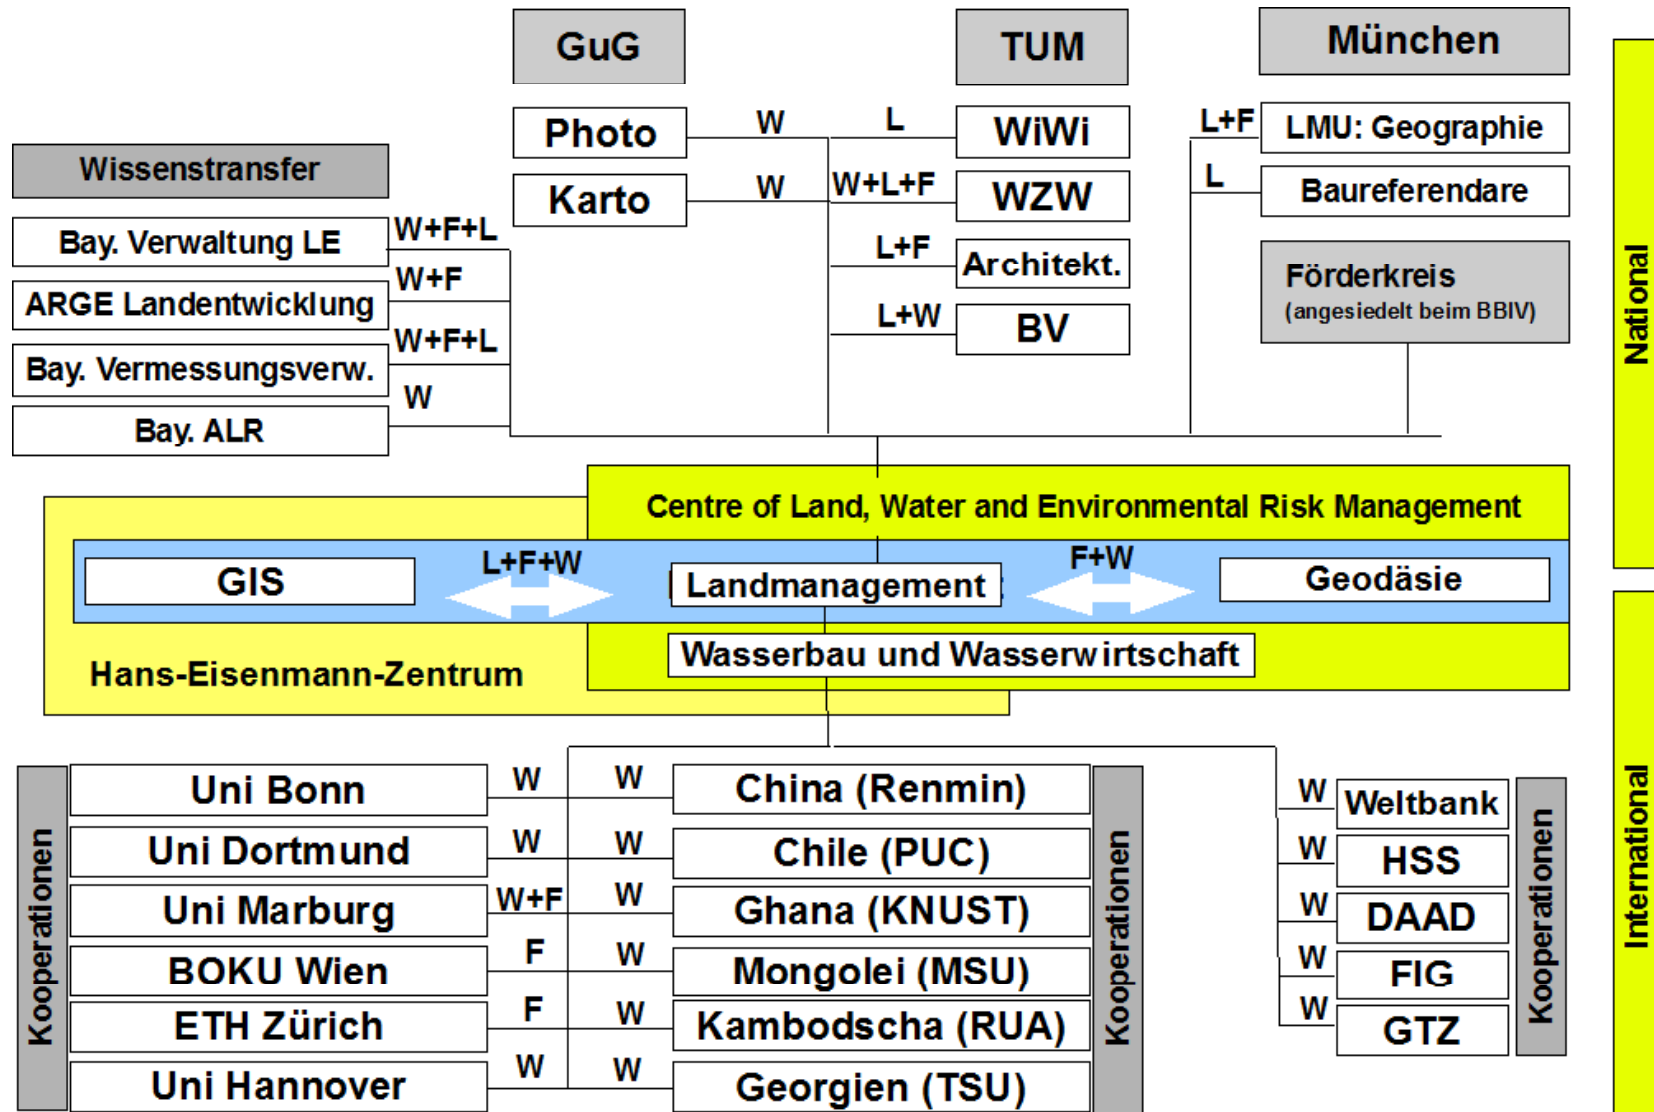 GuG
TUM
München
Photo
W
L
WiWi
L+F
LMU: Geographie
Wissenstransfer
Karto
W
W+L+F
WZW
L
Baureferendare
Bay. Verwaltung LE
W+F+L
L+F
Architekt.
Förderkreis
(angesiedelt beim BBIV)
W+F
ARGE Landentwicklung
L+W
BV
W+F+L
Bay. Vermessungsverw.
W
Bay. ALR
National
Centre of Land, Water and Environmental Risk Management
GIS
L+F+W
Landmanagement
F+W
Geodäsie
Wasserbau und Wasserwirtschaft
Hans-Eisenmann-Zentrum
International
Kooperationen
Uni Bonn
W
W
China (Renmin)
Uni Dortmund
W
W
Chile (PUC)
Uni Marburg
W+F
W
Ghana (KNUST)
BOKU Wien
F
W
Mongolei (MSU)
ETH Zürich
F
W
Kambodscha (RUA)
Uni Hannover
W
W
Georgien (TSU)
Kooperationen
W
Weltbank
W
HSS
W
DAAD
W
FIG
W
GTZ
Kooperationen